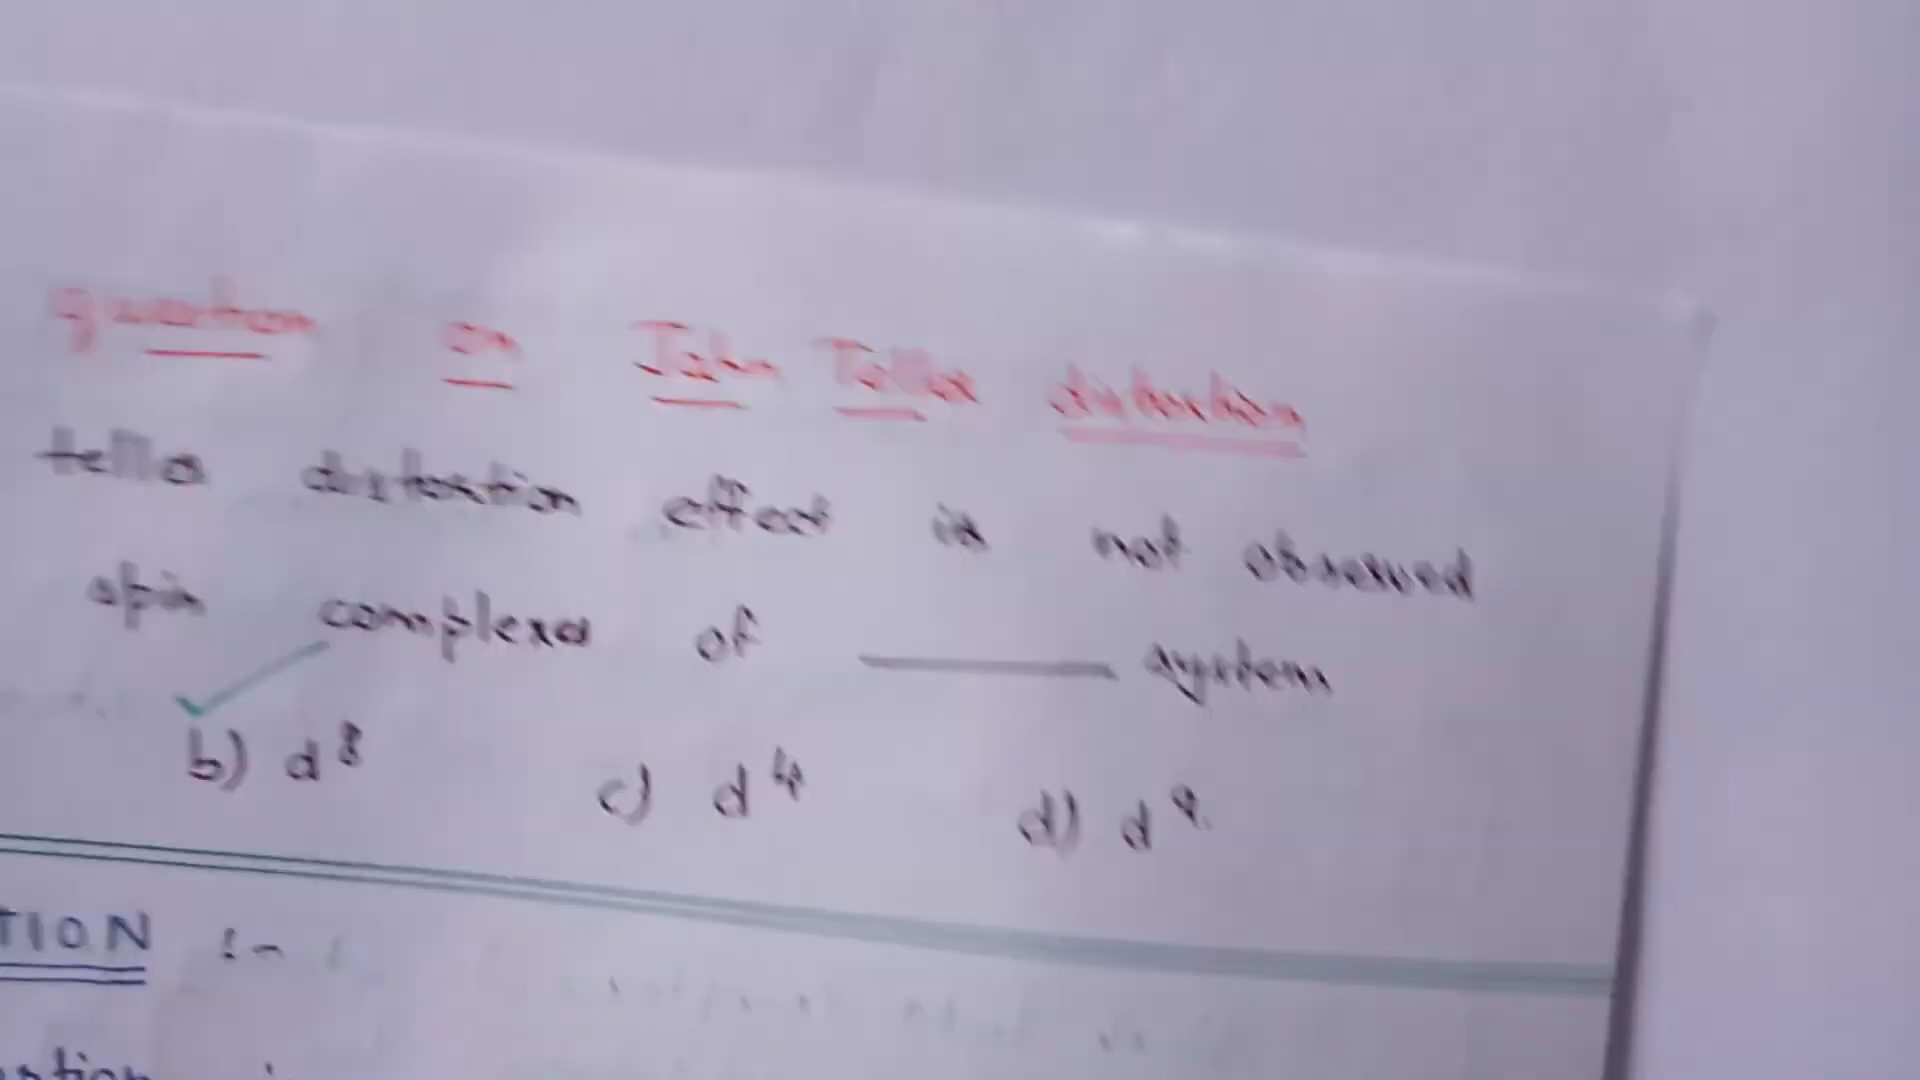 question on Jahn Teller distortion
teller distortion effect is not observed
spin complexes of ______ system
b) d⁸ c) d⁴ d) d⁹
TION